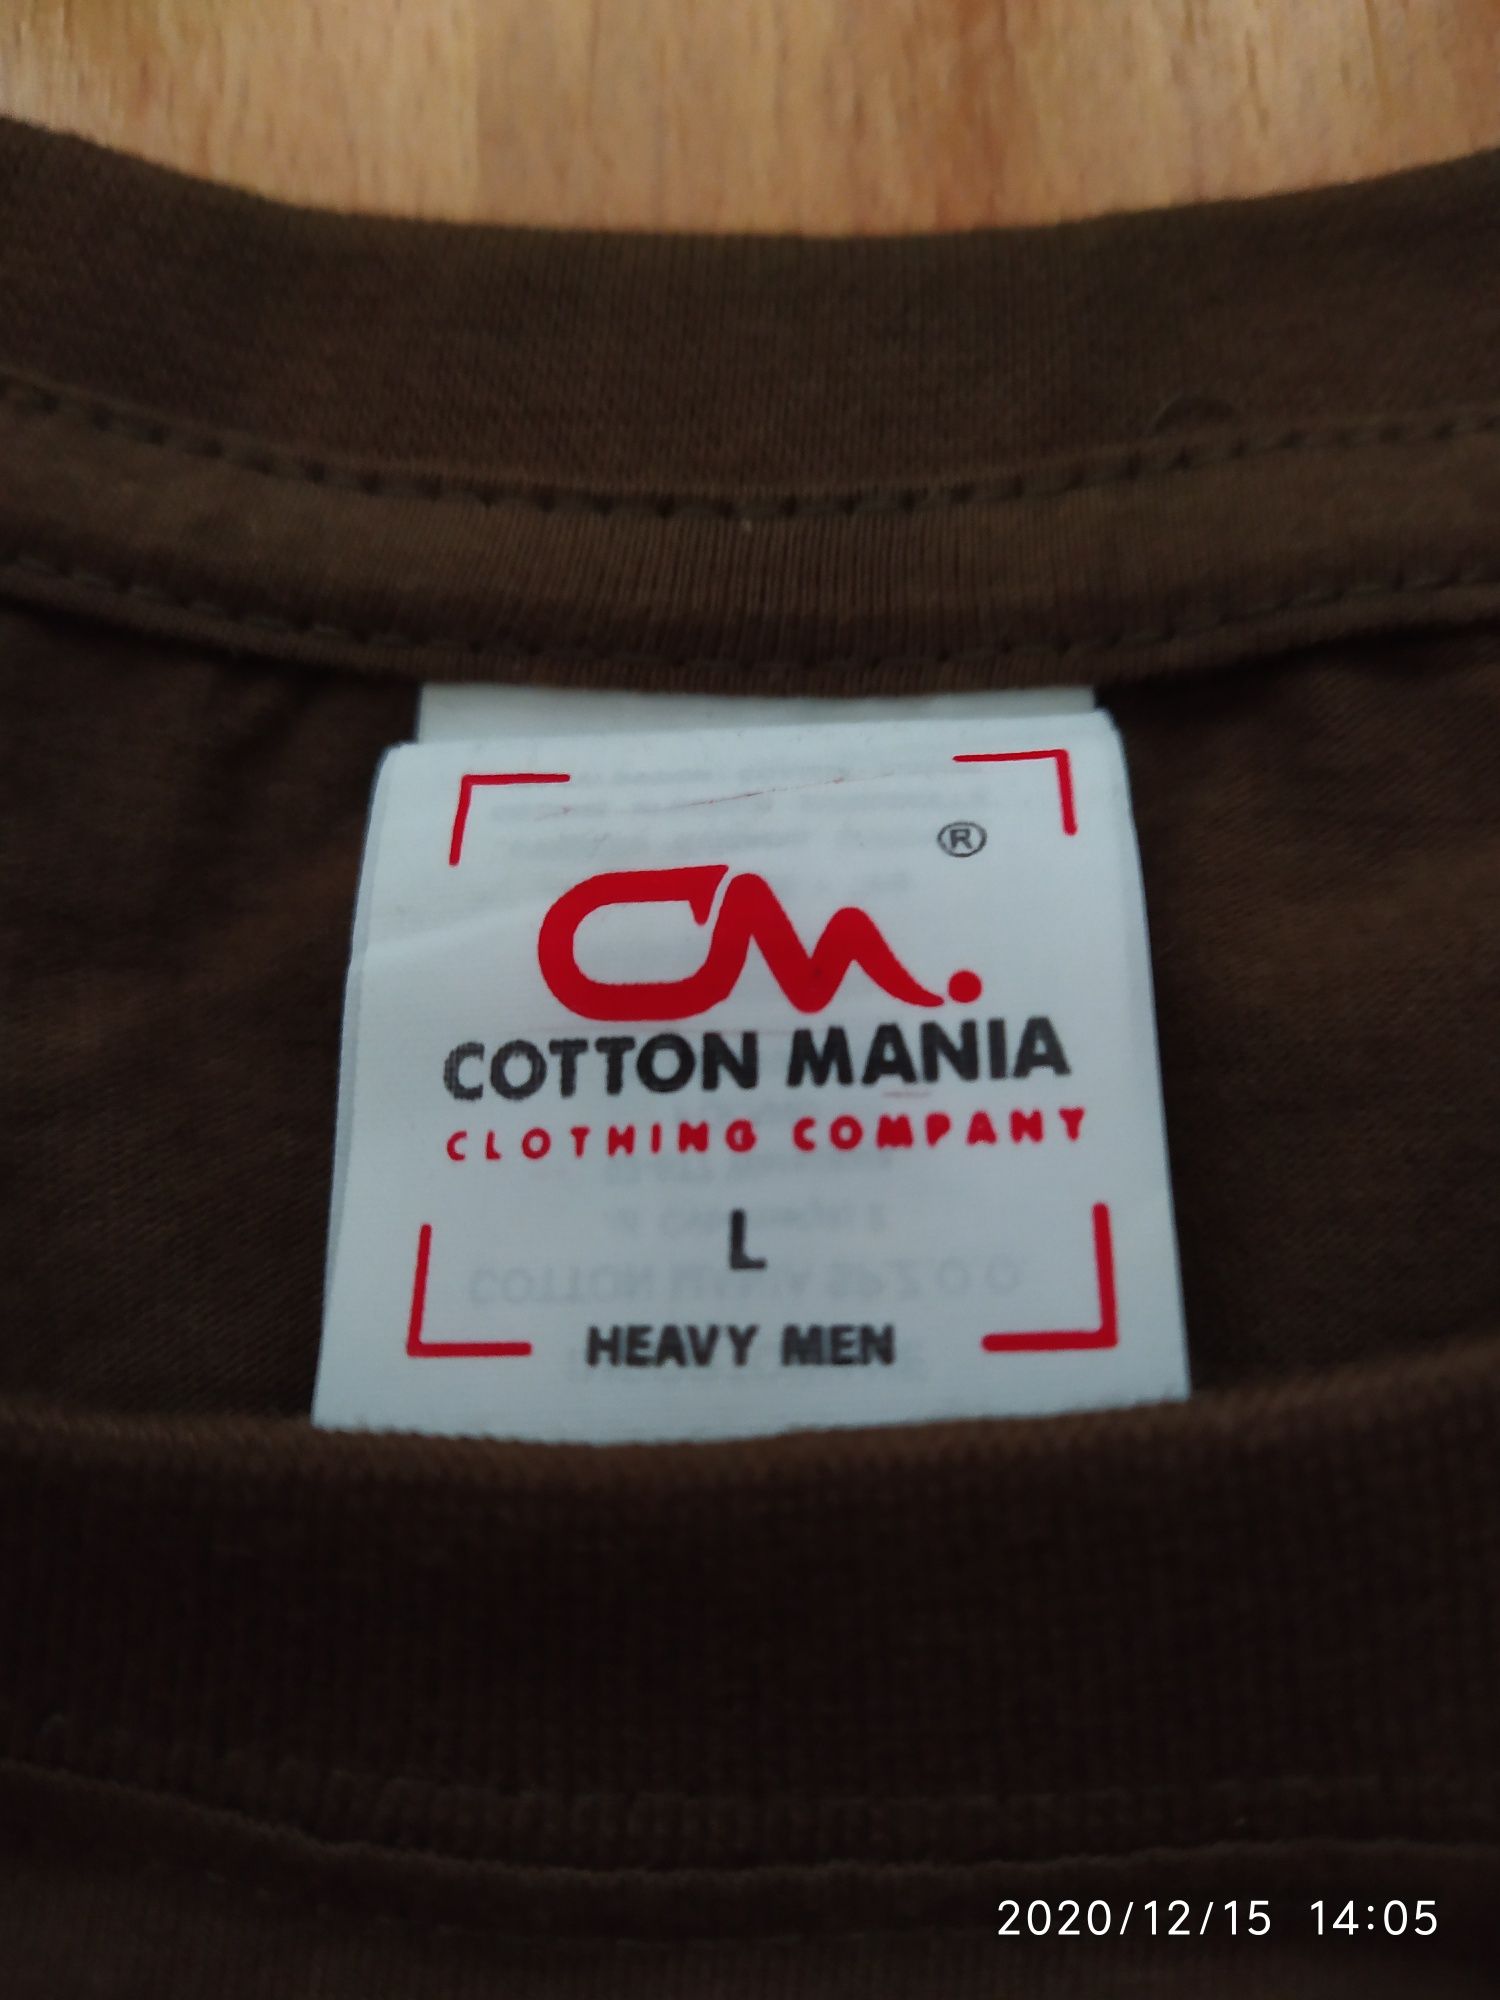 ®
CM.
COTTON MANIA
CLOTHING COMPANY
L
HEAVY MEN
2020/12/15 14:05